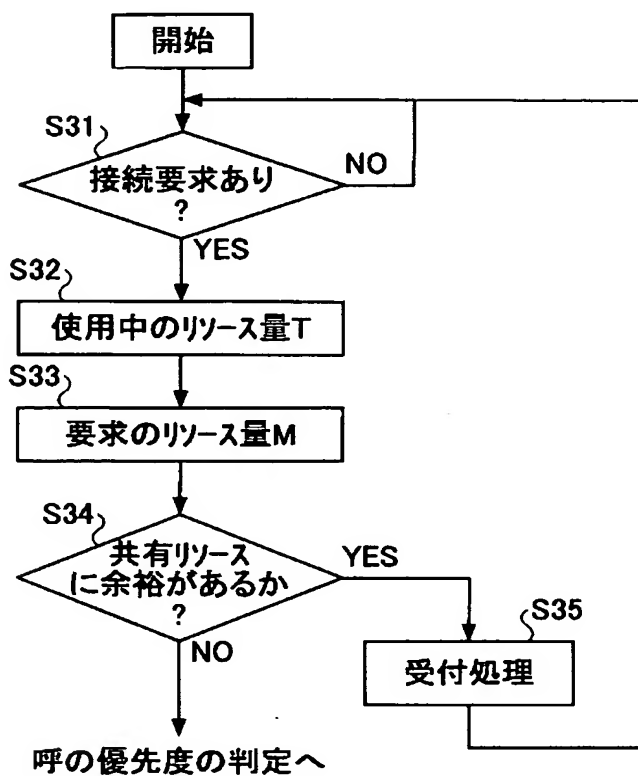 開始
S31
接続要求あり
?
NO
YES
S32
使用中のリソース量T
S33
要求のリソース量M
S34
共有リソース
に余裕があるか
?
YES
NO
S35
受付処理
呼の優先度の判定へ